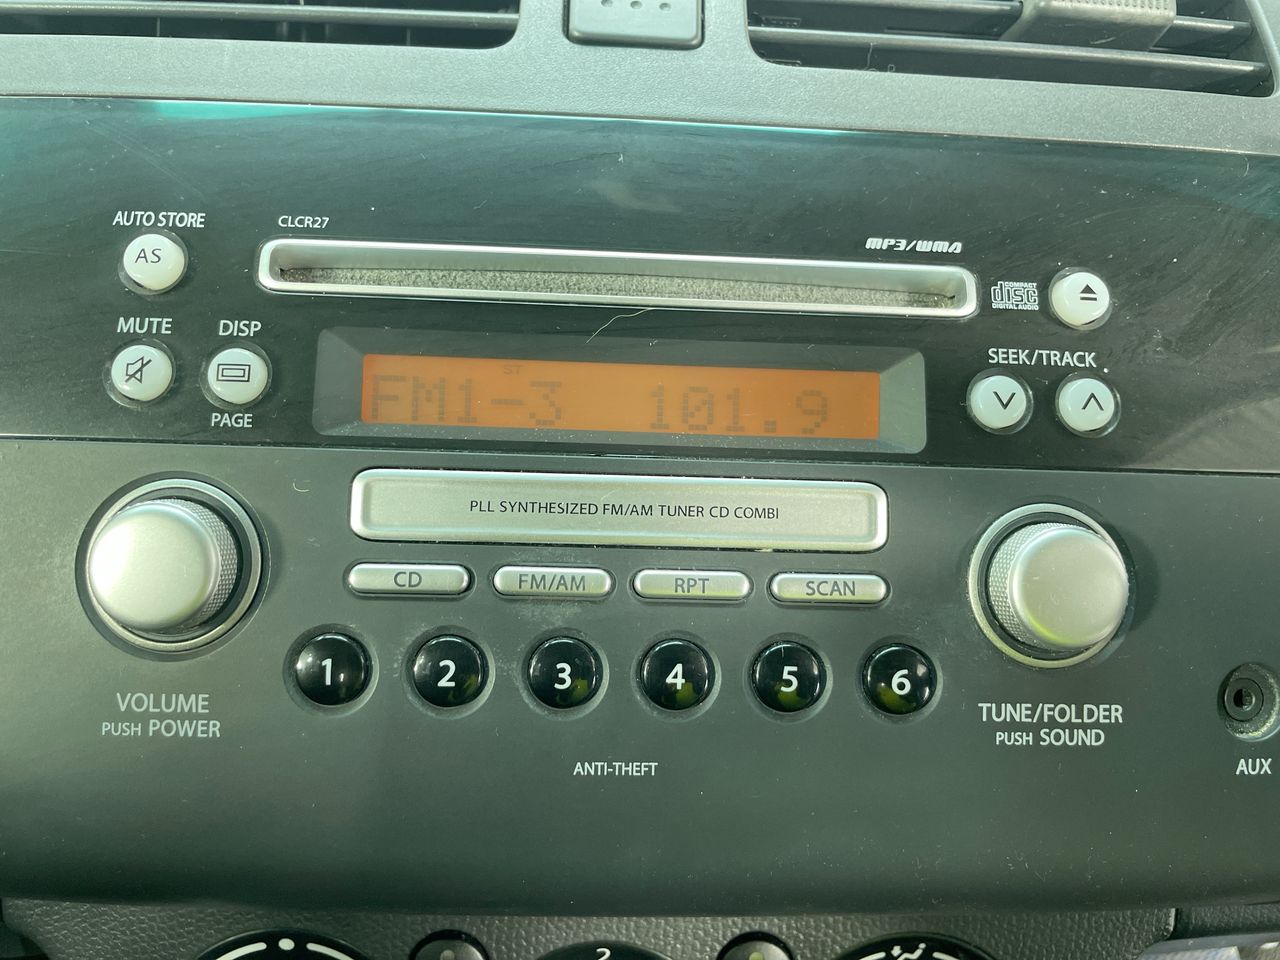 AUTO STORE
AS
CLCR27
MP3/WMA
COMPACT
disc
DIGITAL AUDIO
MUTE
DISP
PAGE
SEEK/TRACK
ST
FM1-3 101.9
PLL SYNTHESIZED FM/AM TUNER CD COMBI
CD FM/AM RPT SCAN
1 2 3 4 5 6
VOLUME
PUSH POWER
TUNE/FOLDER
PUSH SOUND
AUX
ANTI-THEFT
2